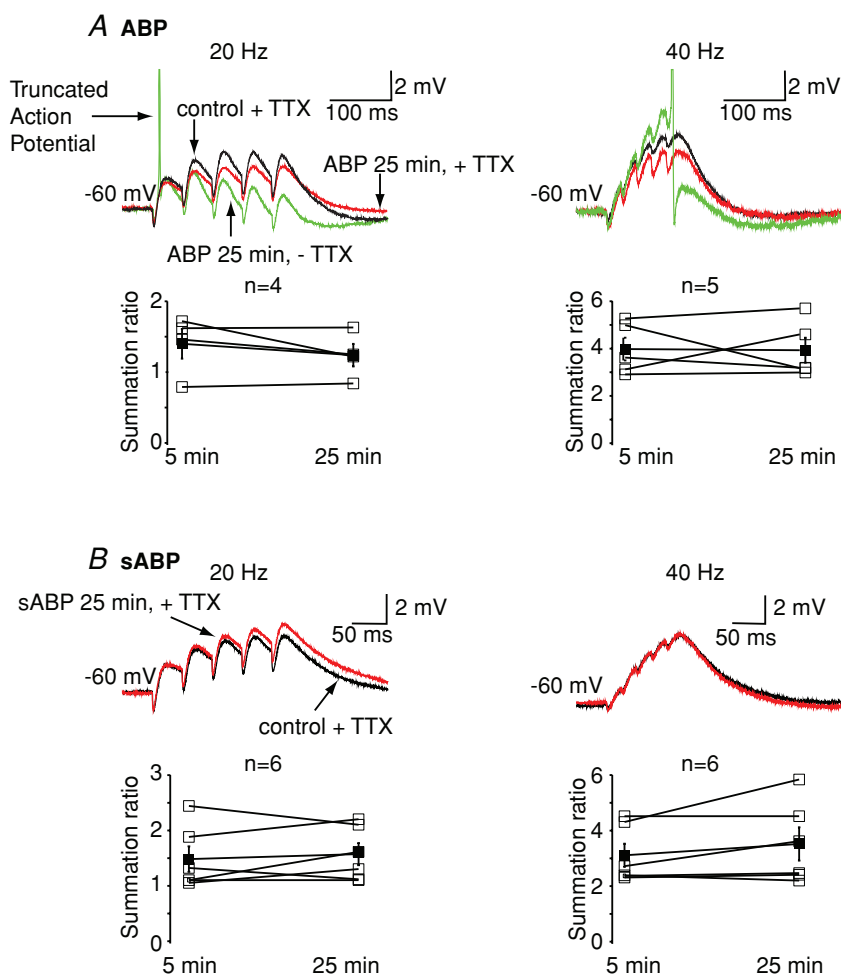 A ABP
20 Hz
40 Hz
Truncated
Action
Potential
control + TTX
2 mV
100 ms
2 mV
100 ms
ABP 25 min, + TTX
-60 mV
-60 mV
ABP 25 min, - TTX
n=4
n=5
Summation ratio
2
1
0
5 min
25 min
Summation ratio
6
4
2
0
5 min
25 min
B sABP
20 Hz
40 Hz
sABP 25 min, + TTX
2 mV
50 ms
2 mV
50 ms
-60 mV
-60 mV
control + TTX
n=6
n=6
Summation ratio
3
2
1
0
5 min
25 min
Summation ratio
6
4
2
0
5 min
25 min